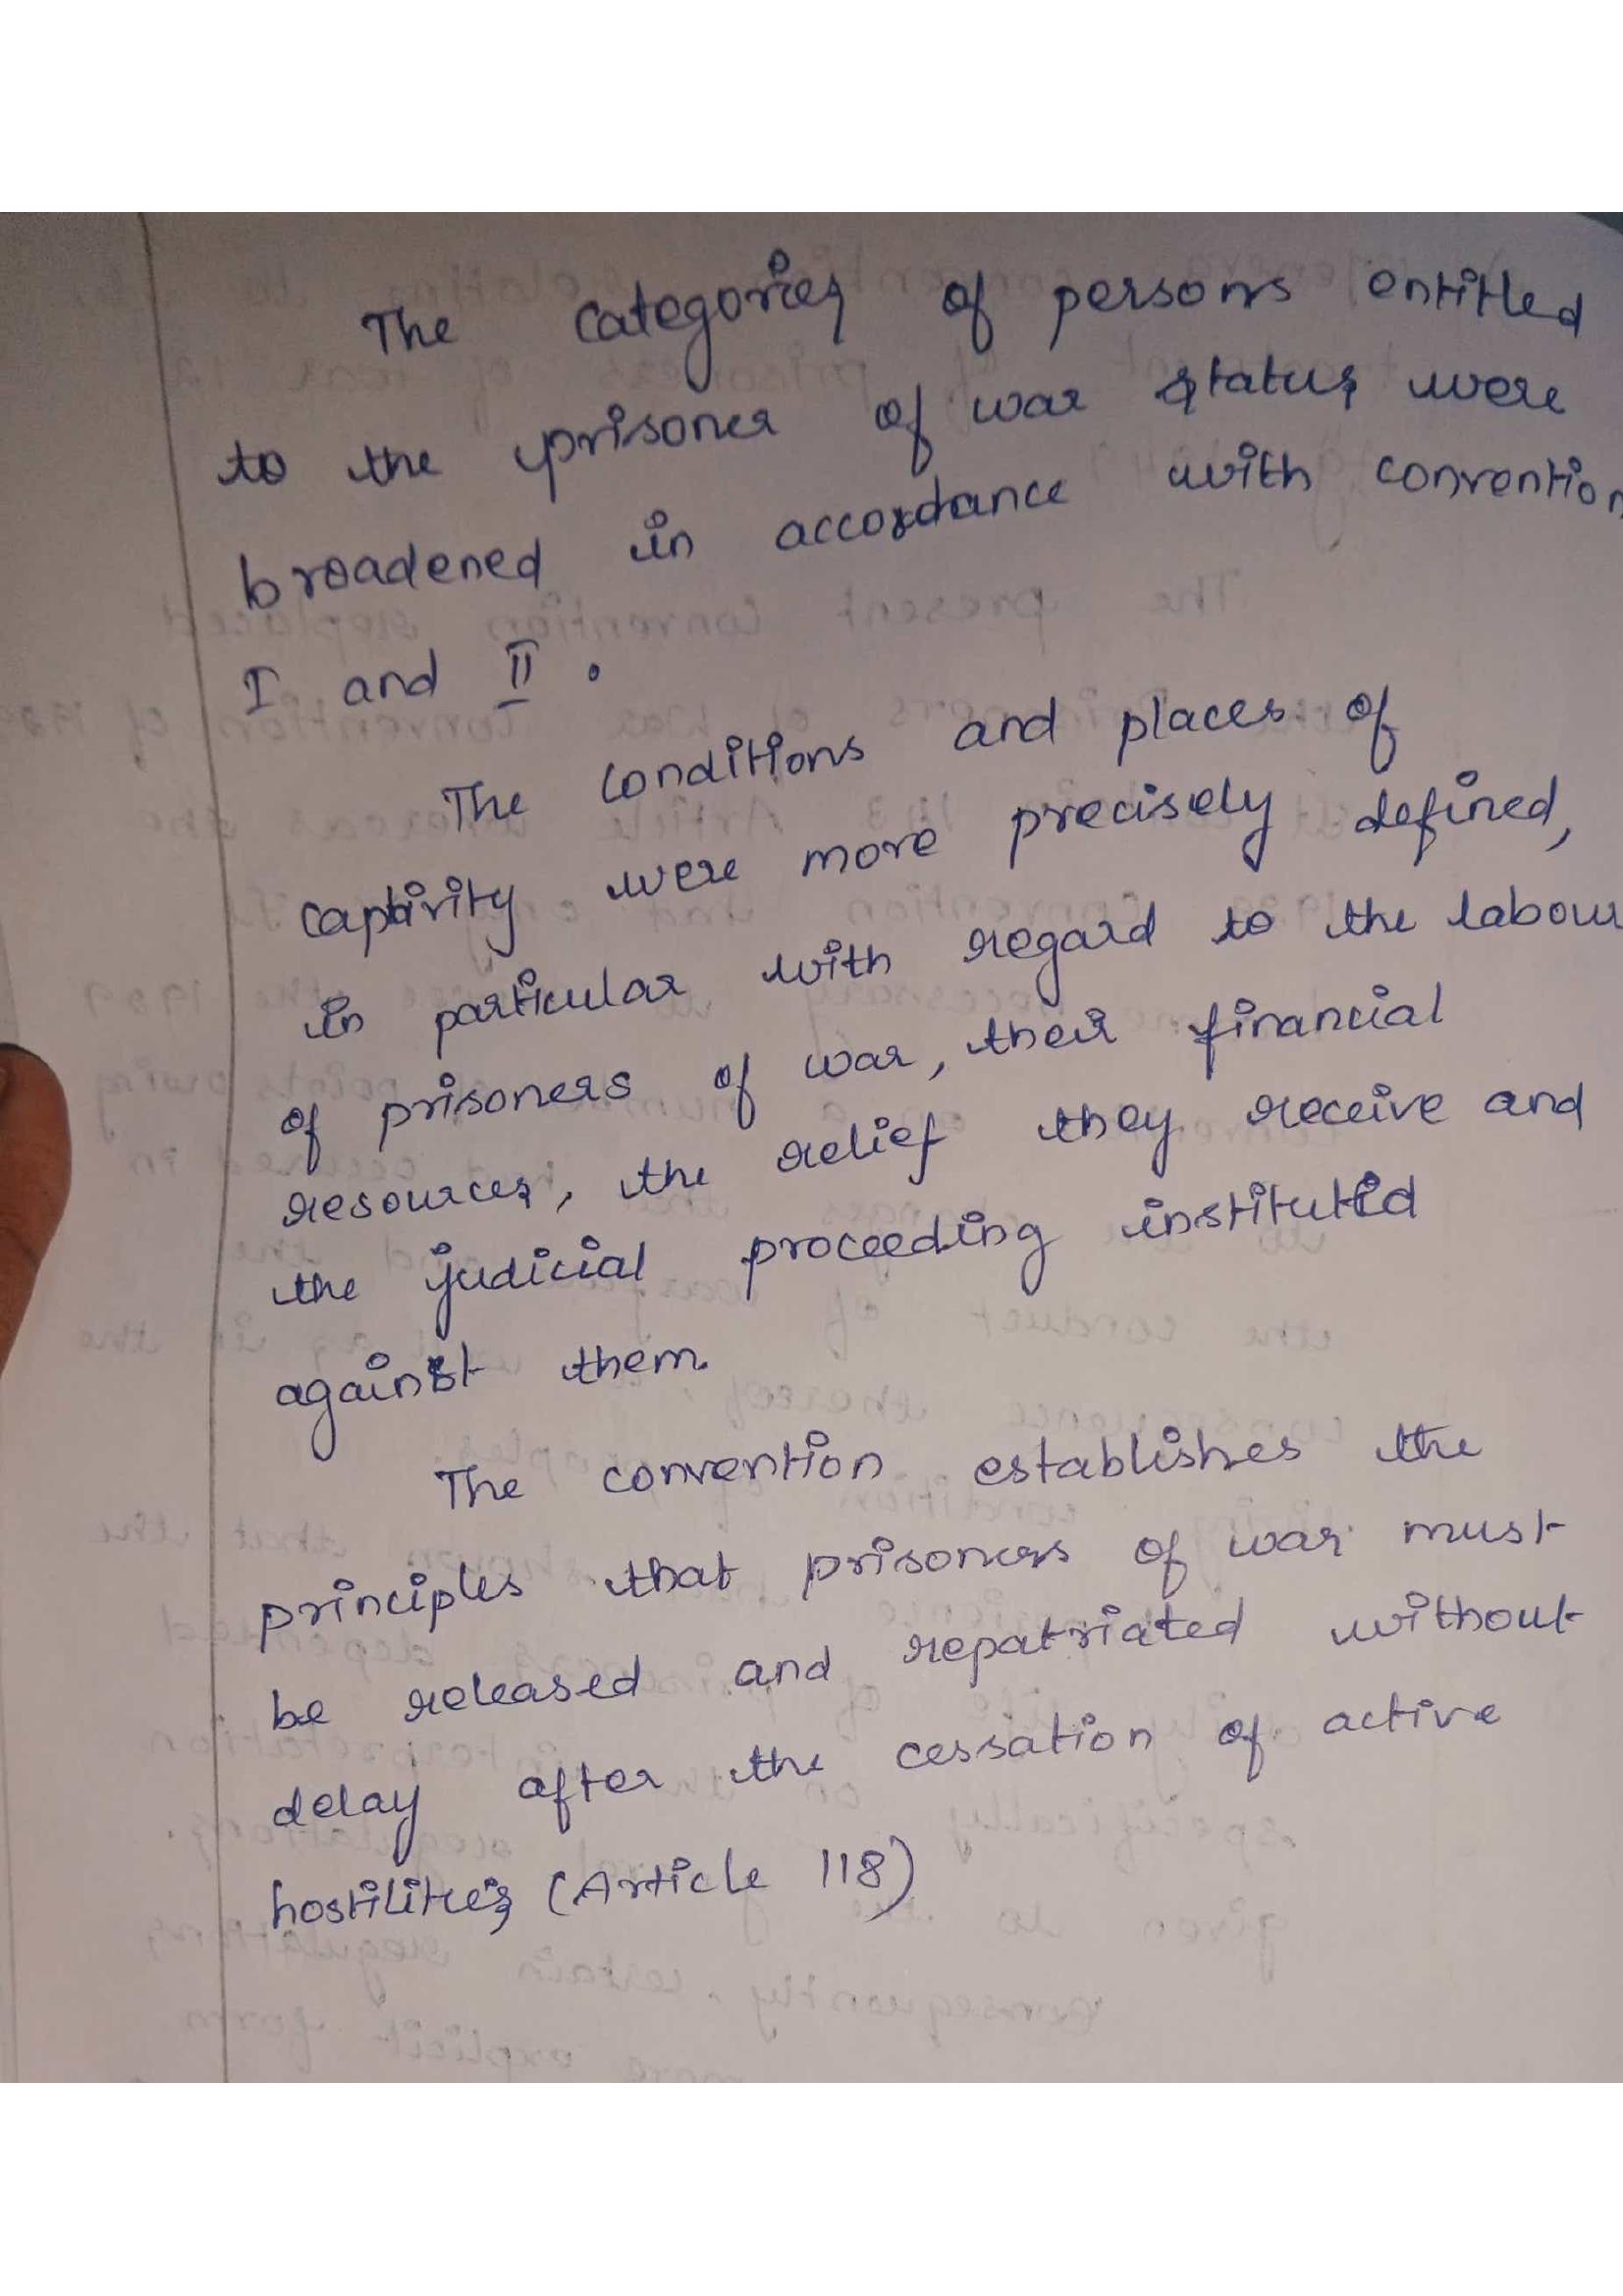 The categories of persons entitled
to the prisoner of war status were
broadened in accordance with convention
I and II.
The conditions and places of
captivity were more precisely defined,
in particular with regard to the labour
of prisoners of war, their financial
resources, the relief they receive and
the judicial proceeding instituted
against them.
The convention establishes the
principles that prisoners of war must
be released and repatriated without
delay after the cessation of active
hostilities (Article 118)